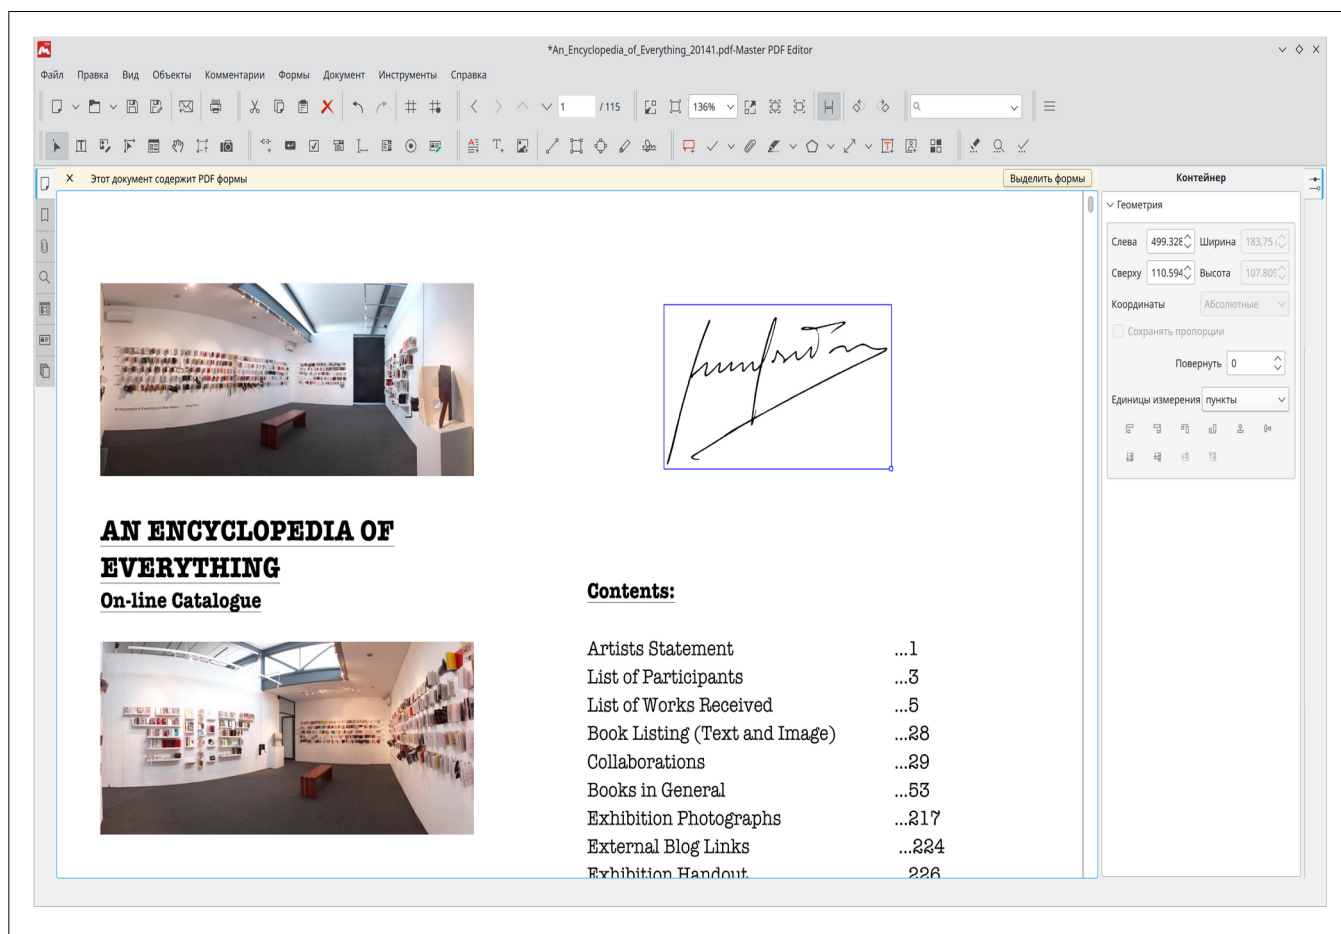 *An_Encyclopedia_of_Everything_20141.pdf-Master PDF Editor
Файл Правка Вид Объекты Комментарии Формы Документ Инструменты Справка
1 / 115 136%
Этот документ содержит PDF формы Выделить формы
Контейнер
Геометрия
Слева 499.328 Ширина 183.75
Сверху 110.594 Высота 107.809
Координаты Абсолютные
Сохранять пропорции
Повернуть 0
Единицы измерения пункты
AN ENCYCLOPEDIA OF
EVERYTHING
On-line Catalogue
Contents:
Artists Statement ...1
List of Participants ...3
List of Works Received ...5
Book Listing (Text and Image) ...28
Collaborations ...29
Books in General ...53
Exhibition Photographs ...217
External Blog Links ...224
Exhibition Handout ...226